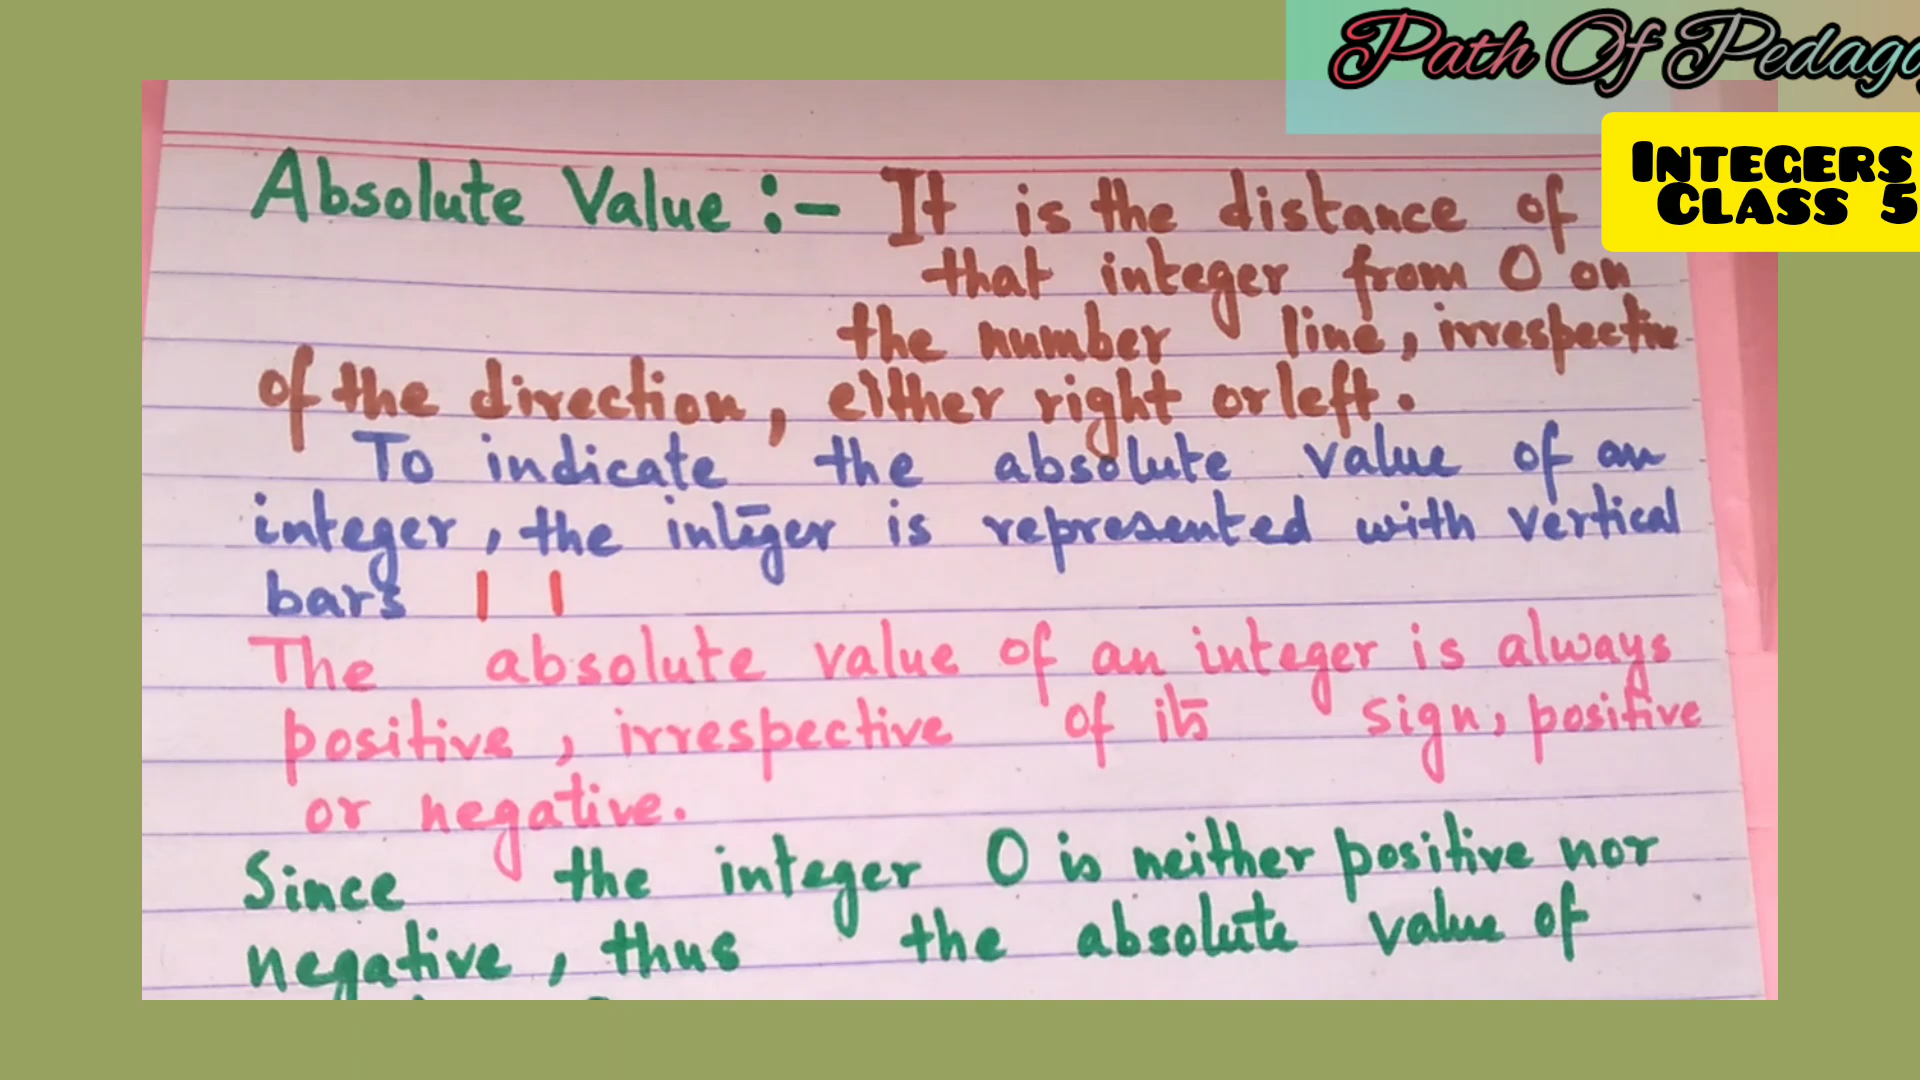 Path Of Pedago
INTEGERS
CLASS 5
Absolute Value :- It is the distance of
that integer from 0 on
the number line, irrespective
of the direction, either right or left.
To indicate the absolute value of an
integer, the integer is represented with vertical
bars | |
The absolute value of an integer is always
positive, irrespective of its sign, positive
or negative.
Since the integer 0 is neither positive nor
negative, thus the absolute value of